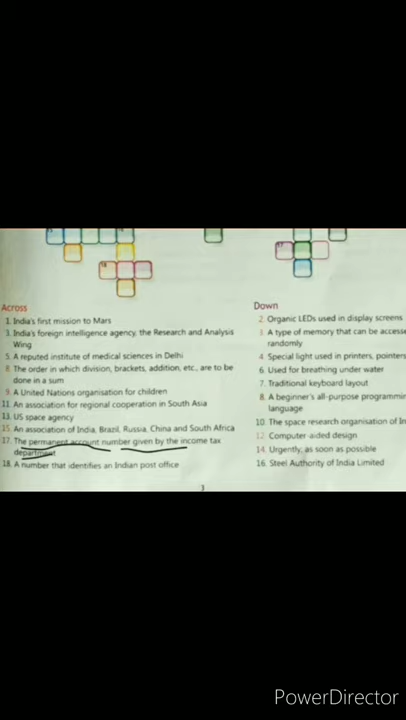 15
16
17
18
Across
1. India's first mission to Mars
3. India's foreign intelligence agency, the Research and Analysis
Wing
5. A reputed institute of medical sciences in Delhi
8. The order in which division, brackets, addition, etc., are to be
done in a sum
9. A United Nations organisation for children
11. An association for regional cooperation in South Asia
13. US space agency
15. An association of India, Brazil, Russia, China and South Africa
17. The permanent account number given by the income tax
department
18. A number that identifies an Indian post office
Down
2. Organic LEDs used in display screens
3. A type of memory that can be accesse
randomly
4. Special light used in printers, pointers
6. Used for breathing under water
7. Traditional keyboard layout
8. A beginner's all-purpose programmin
language
10. The space research organisation of In
12. Computer-aided design
14. Urgently; as soon as possible
16. Steel Authority of India Limited
3
PowerDirector